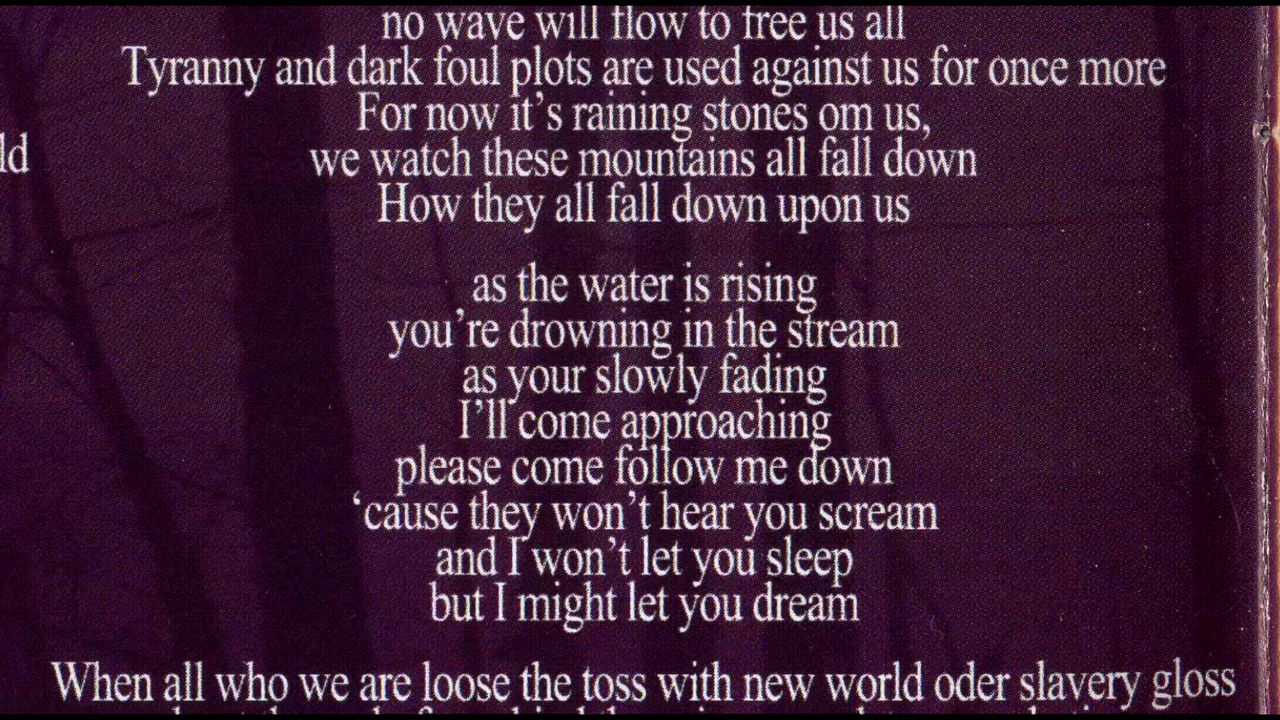 no wave will flow to free us all
Tyranny and dark foul plots are used against us for once more
For now it's raining stones om us,
ld
we watch these mountains all fall down
How they all fall down upon us
as the water is rising
you're drowning in the stream
as your slowly fading
I'll come approaching
please come follow me down
‘cause they won't hear you scream
and I won't let you sleep
but I might let you dream
When all who we are loose the toss with new world oder slavery gloss